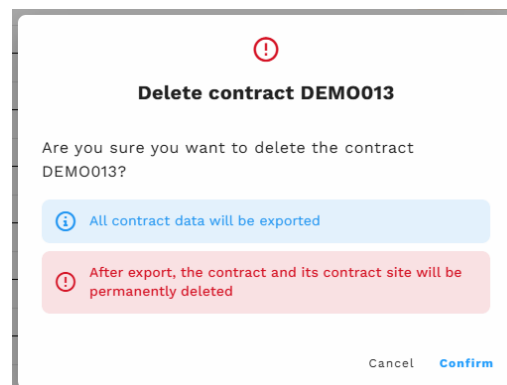 Delete contract DEMO013
Are you sure you want to delete the contract
DEMO013?
All contract data will be exported
After export, the contract and its contract site will be
permanently deleted
Cancel Confirm